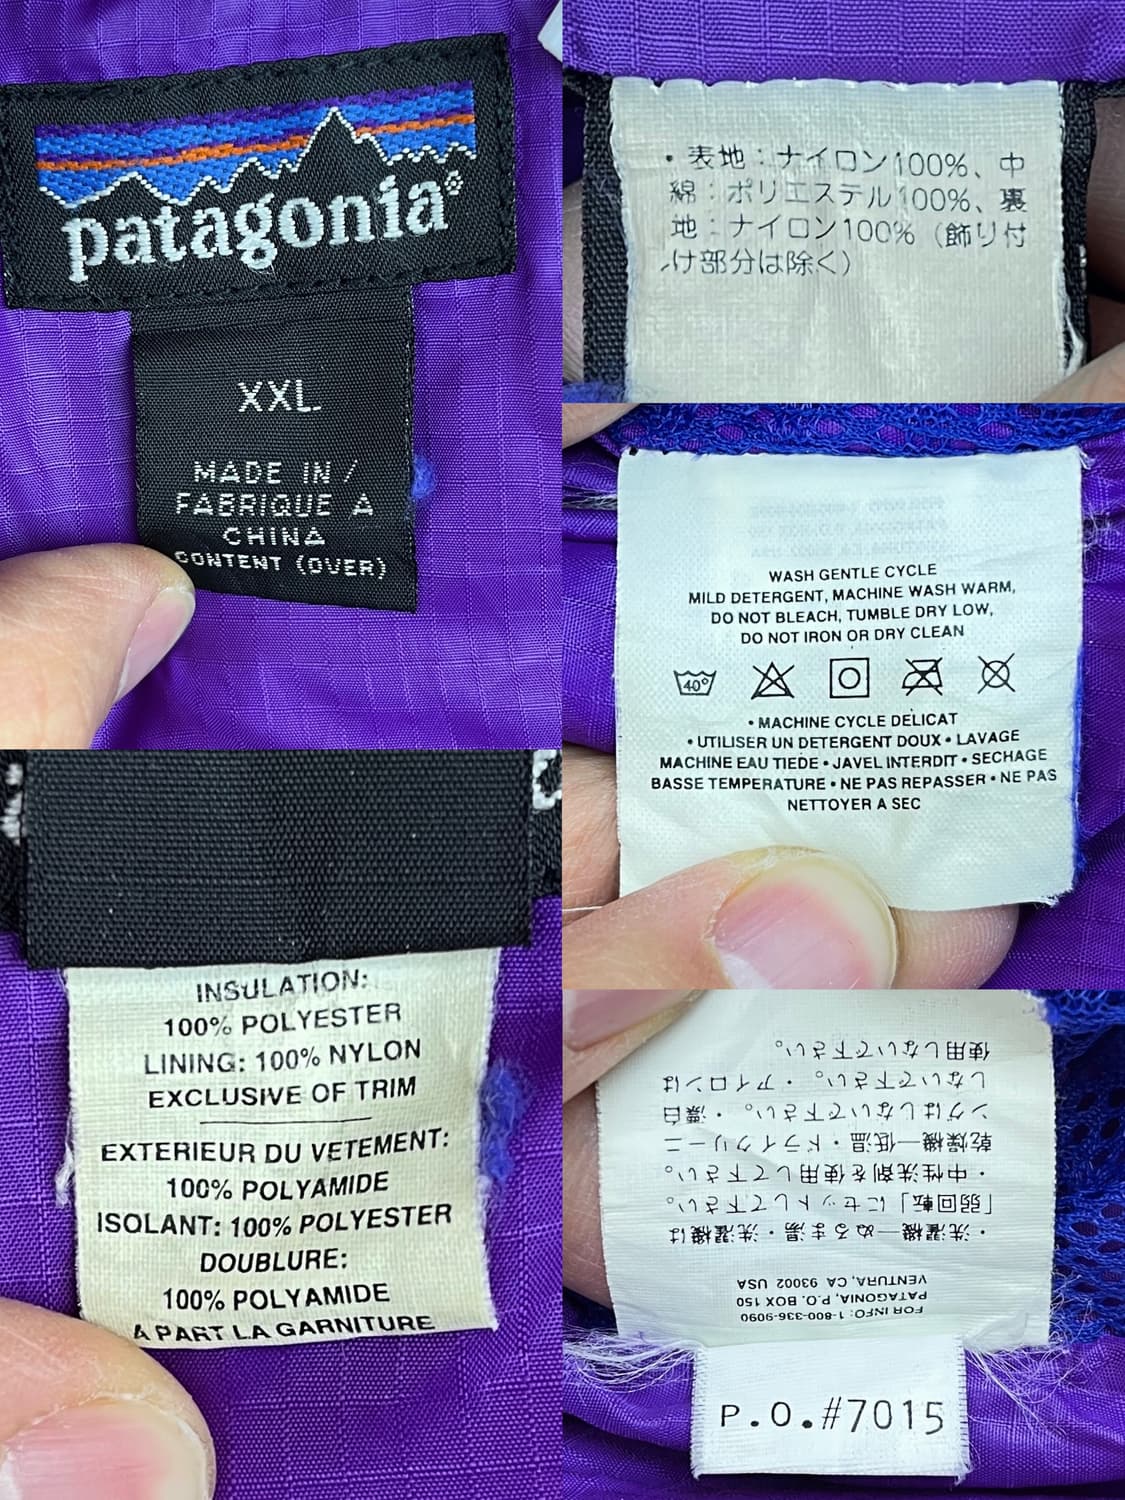 patagonia®
XXL
MADE IN /
FABRIQUE A
CHINA
CONTENT (OVER)
・表地：ナイロン100%、中
綿：ポリエステル100%、裏
地：ナイロン100%（飾り付
け部分は除く）
WASH GENTLE CYCLE
MILD DETERGENT, MACHINE WASH WARM,
DO NOT BLEACH, TUMBLE DRY LOW,
DO NOT IRON OR DRY CLEAN
40°
• MACHINE CYCLE DELICAT
• UTILISER UN DETERGENT DOUX • LAVAGE
MACHINE EAU TIEDE • JAVEL INTERDIT • SECHAGE
BASSE TEMPERATURE • NE PAS REPASSER • NE PAS
NETTOYER A SEC
INSULATION:
100% POLYESTER
LINING: 100% NYLON
EXCLUSIVE OF TRIM
EXTERIEUR DU VETEMENT:
100% POLYAMIDE
ISOLANT: 100% POLYESTER
DOUBLURE:
100% POLYAMIDE
A PART LA GARNITURE
FOR INFO: 1-800-336-9090
PATAGONIA, P.O. BOX 150
VENTURA, CA 93002 USA
・洗濯機―ぬるま湯・洗濯機は
「弱回転」にセットして下さい。
・中性洗剤を使用して下さい。
乾燥機―低温・ドライクリーニ
ングはしないで下さい。・漂白
しないで下さい。・アイロンは
使用しないで下さい。
P.O.#7015